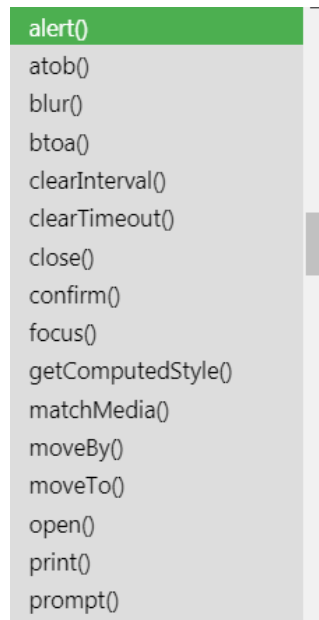 alert()
atob()
blur()
btoa()
clearInterval()
clearTimeout()
close()
confirm()
focus()
getComputedStyle()
matchMedia()
moveBy()
moveTo()
open()
print()
prompt()